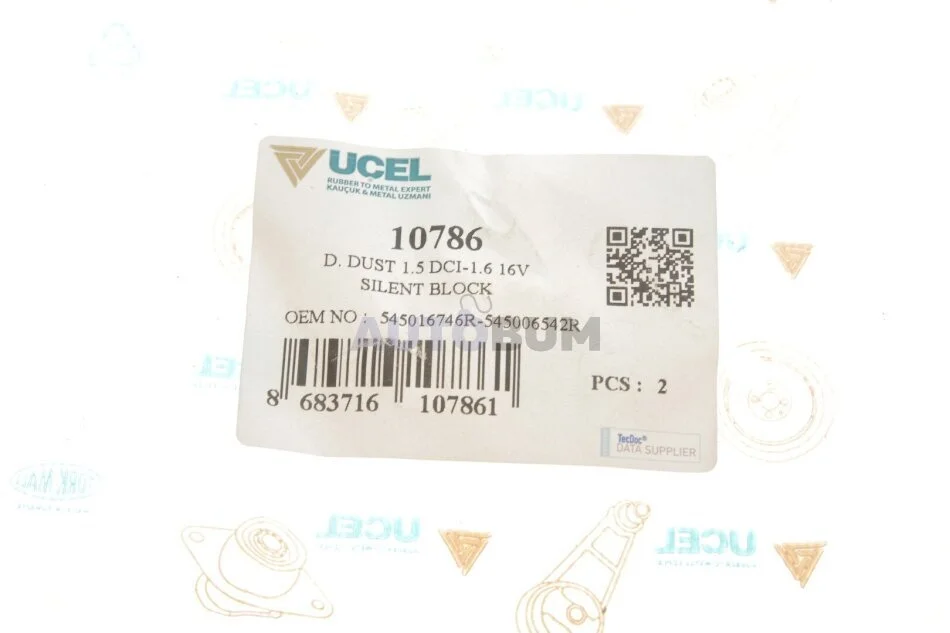 UCEL
UCEL
UCEL
RUBBER TO METAL EXPERT
KAUÇUK & METAL UZMANI
10786
D. DUST 1.5 DCI-1.6 16V
SILENT BLOCK
OEM NO : 545016746R-545006542R
AUTOBUM
8 683716 107861
PCS : 2
TecDoc®
DATA SUPPLIER
UCEL
UCEL